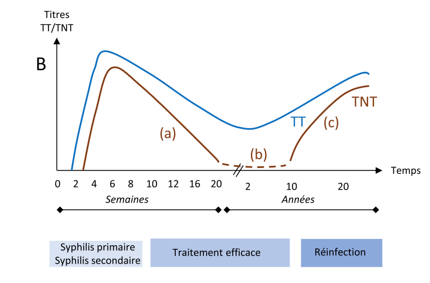 Titres
TT/TNT
B
TNT
TT
(a)
(b)
(c)
Temps
0 2 4 6 8 10 12 16 20 2 10 20
Semaines
Années
Syphilis primaire
Syphilis secondaire
Traitement efficace
Réinfection